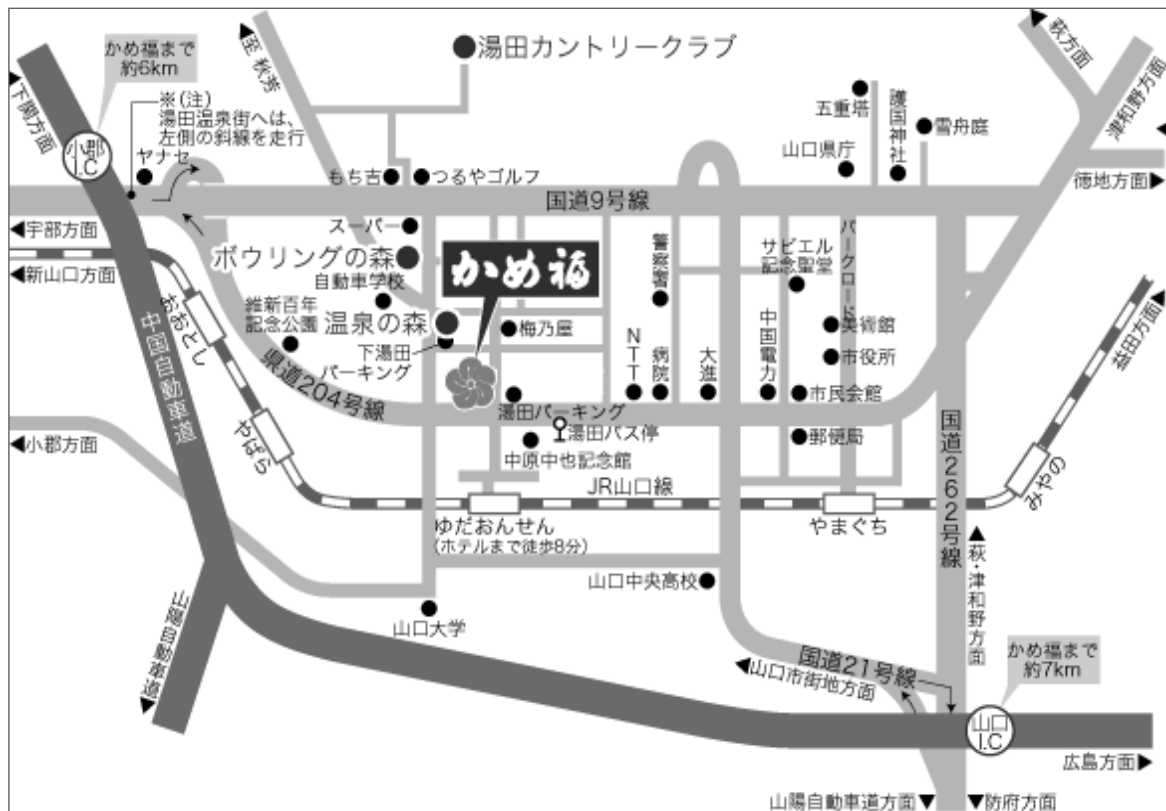 かめ福まで
約6km
下関方面
小郡
I.C
※(注)
湯田温泉街へは、
左側の斜線を走行
ヤナセ
至 秋芳
湯田カントリークラブ
もち吉
つるやゴルフ
五重塔
護国神社
雪舟庭
山口県庁
萩方面
津和野方面
徳地方面
国道9号線
宇部方面
新山口方面
スーパー
ボウリングの森
自動車学校
かめ福
警察署
サビエル
記念聖堂
パークロード
おおとし
維新百年
記念公園
温泉の森
下湯田
パーキング
梅乃屋
NTT
病院
大進
中国電力
美術館
市役所
市民会館
益田方面
中国自動車道
県道204号線
湯田パーキング
湯田バス停
中原中也記念館
郵便局
国道262号線
小郡方面
やばら
JR山口線
ゆだおんせん
(ホテルまで徒歩8分)
やまぐち
みやの
山口中央高校
山口大学
萩・津和野方面
山陽自動車道
国道21号線
山口市街地方面
かめ福まで
約7km
山口
I.C
広島方面
山陽自動車道方面
防府方面